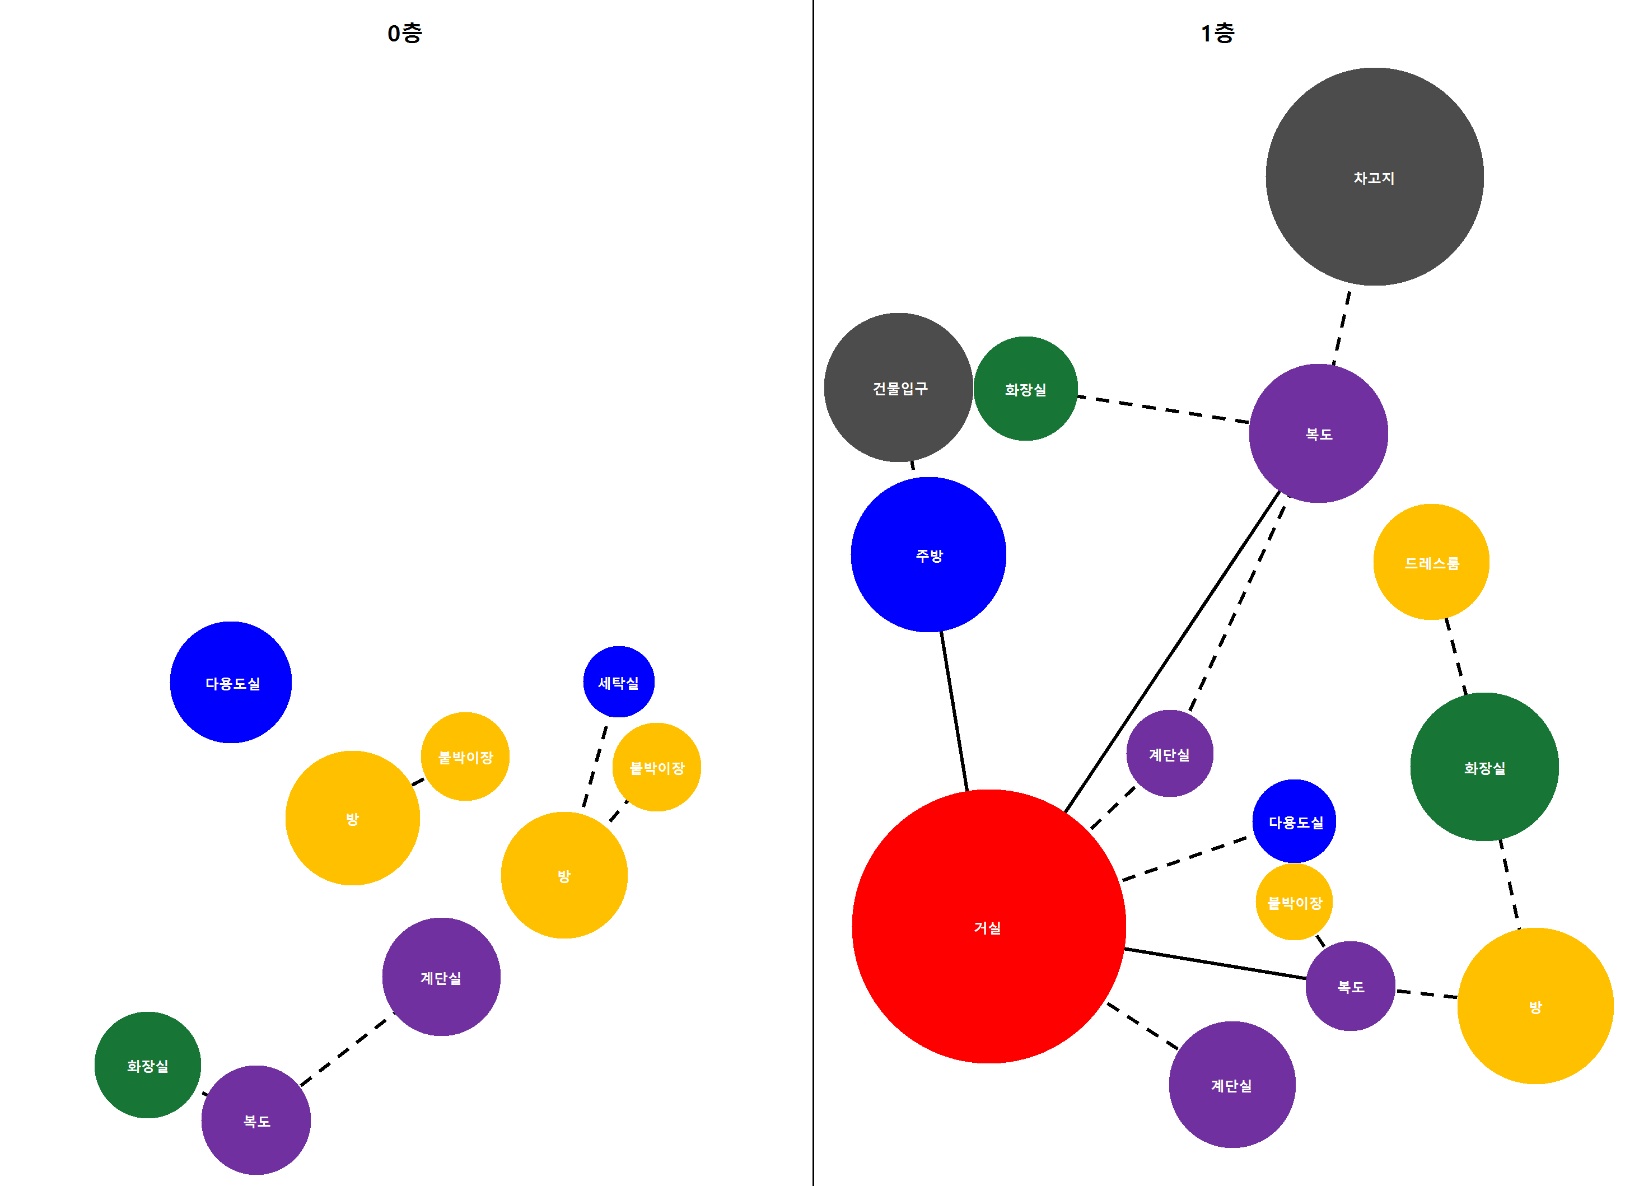 0층
다용도실
세탁실
붙박이장
붙박이장
방
방
계단실
화장실
복도
1층
차고지
건물입구
화장실
복도
주방
드레스룸
계단실
화장실
다용도실
붙박이장
거실
복도
방
계단실